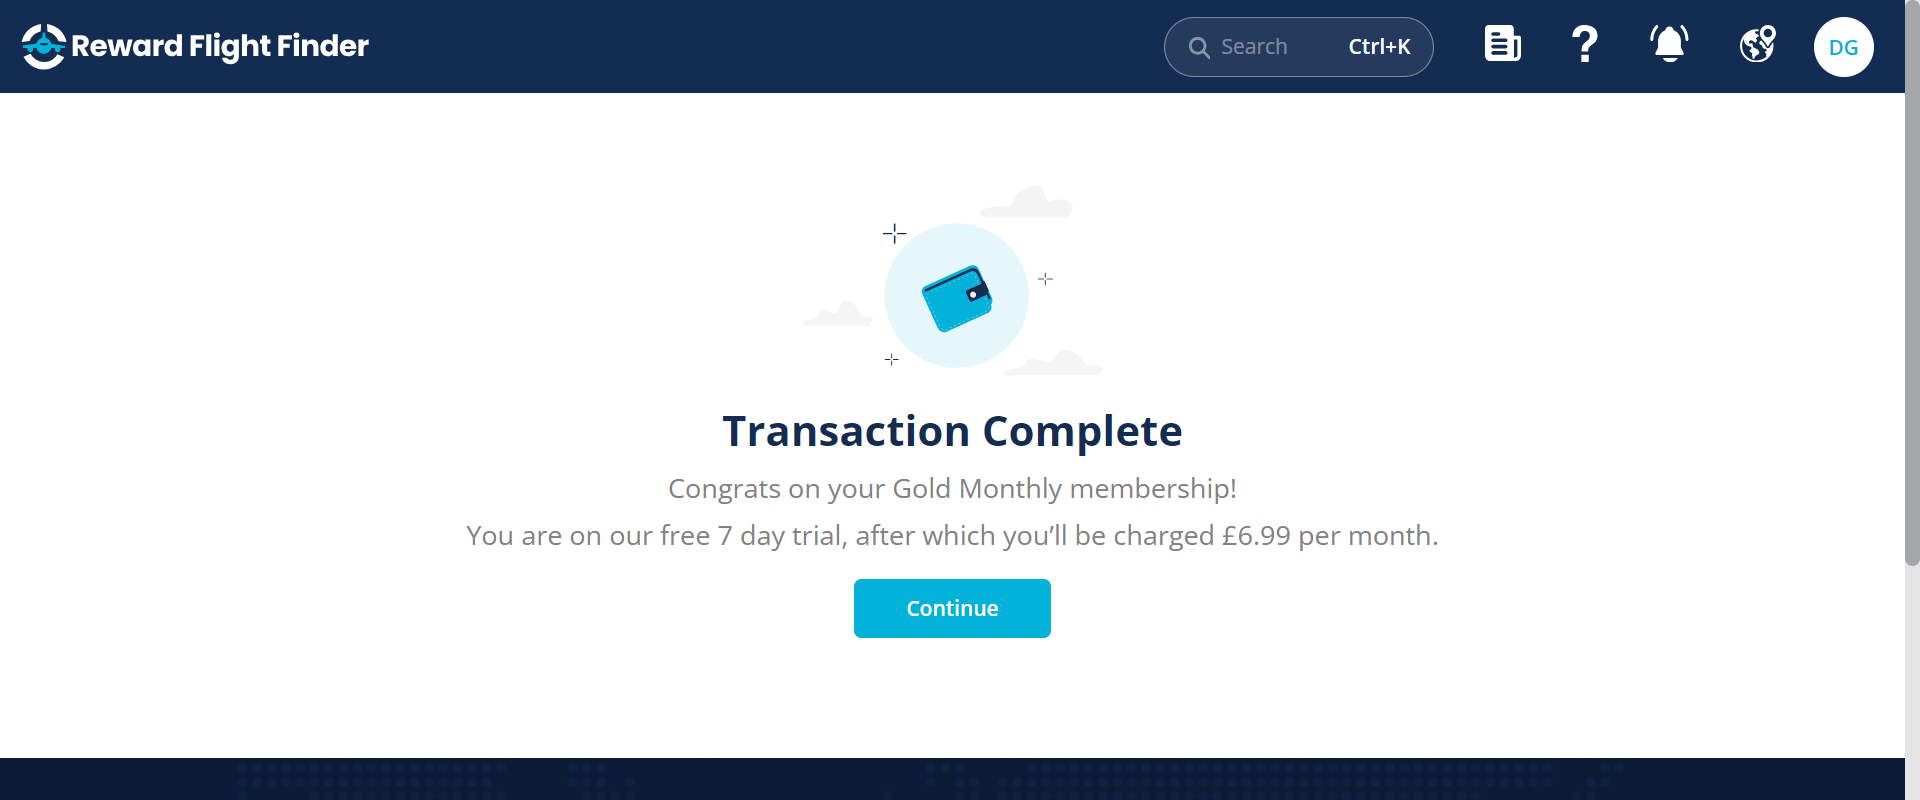 Reward Flight Finder
Search Ctrl+K
DG
Transaction Complete
Congrats on your Gold Monthly membership!
You are on our free 7 day trial, after which you’ll be charged £6.99 per month.
Continue